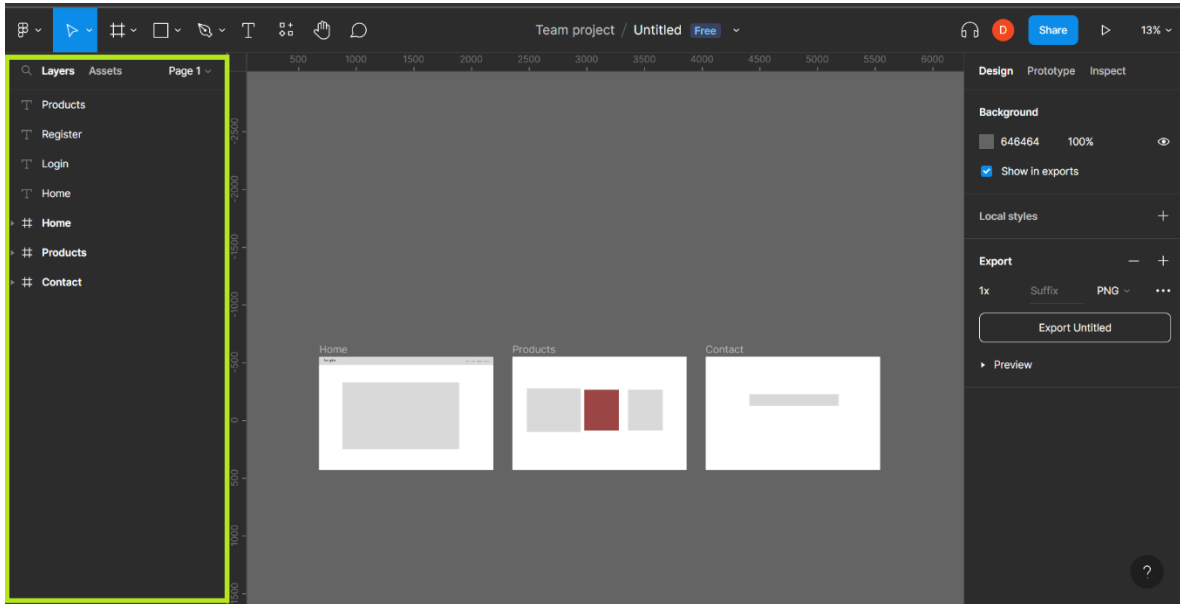 Team project / Untitled Free
D Share 13%
Layers Assets Page 1
Products
Register
Login
Home
Home
Products
Contact
500 1000 1500 2000 2500 3000 3500 4000 4500 5000 5500 6000
-2500
-2000
-1500
-1000
-500
0
500
1000
1500
Home Products Contact
Design Prototype Inspect
Background
646464 100%
Show in exports
Local styles
Export
1x Suffix PNG
Export Untitled
Preview
?